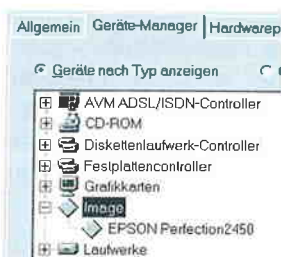 Allgemein Geräte-Manager
Geräte nach Typ anzeigen
AVM ADSL/ISDN-Controller
CD-ROM
Diskettenlaufwerk-Controller
Festplattencontroller
Grafikkarten
Image
EPSON Perfection2450
Laufwerke